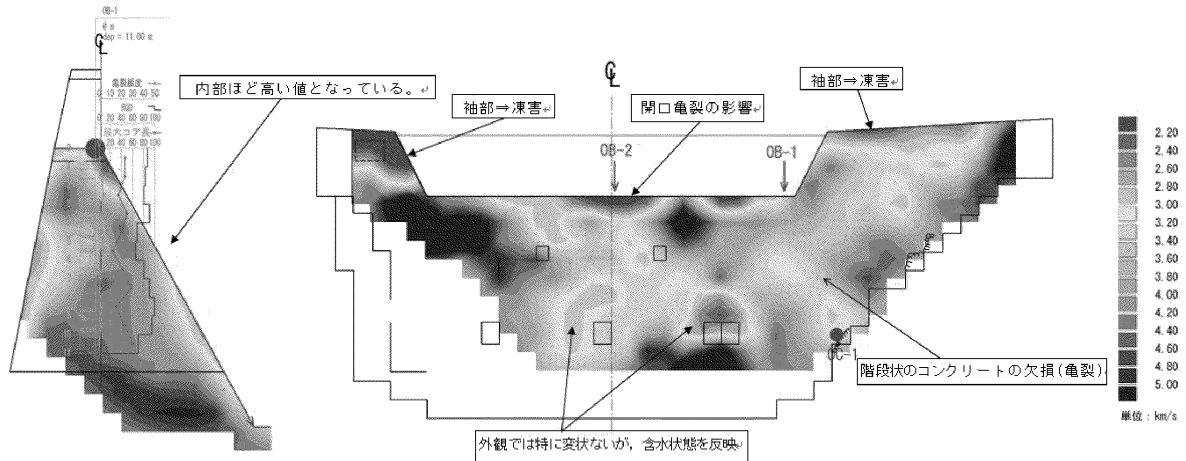 OB-1
0 m
dep = 11.00 m
C
L
亀裂頻度
0 10 20 30 40 50
RQD
0 20 40 60 80 100
最大コア長
20 40 60 80 100
内部ほど高い値となっている。
袖部⇒凍害
開口亀裂の影響
袖部⇒凍害
C
L
OB-2
OB-1
OC-1
階段状のコンクリートの欠損(亀裂)
外観では特に変状ないが，含水状態を反映
2.20
2.40
2.60
2.80
3.00
3.20
3.40
3.60
3.80
4.00
4.20
4.40
4.60
4.80
5.00
単位：km/s